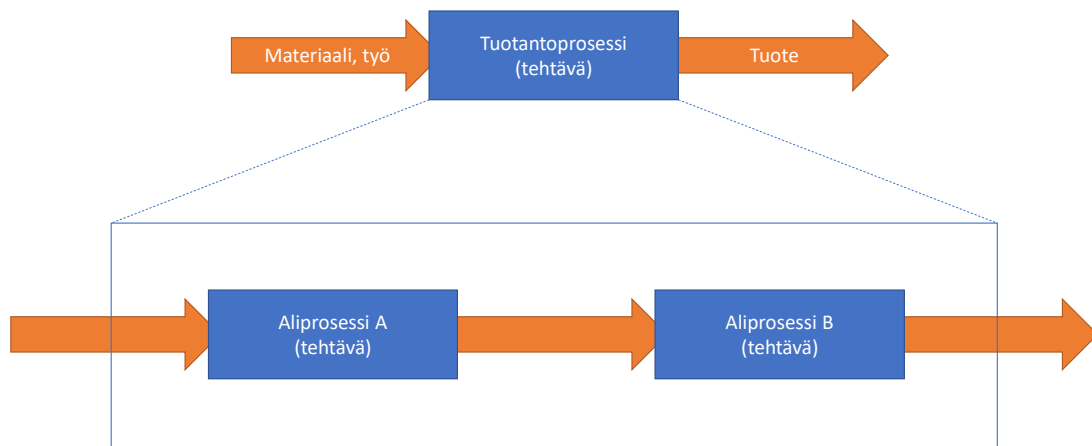 Materiaali, työ
Tuotantoprosessi
(tehtävä)
Tuote
Aliprosessi A
(tehtävä)
Aliprosessi B
(tehtävä)